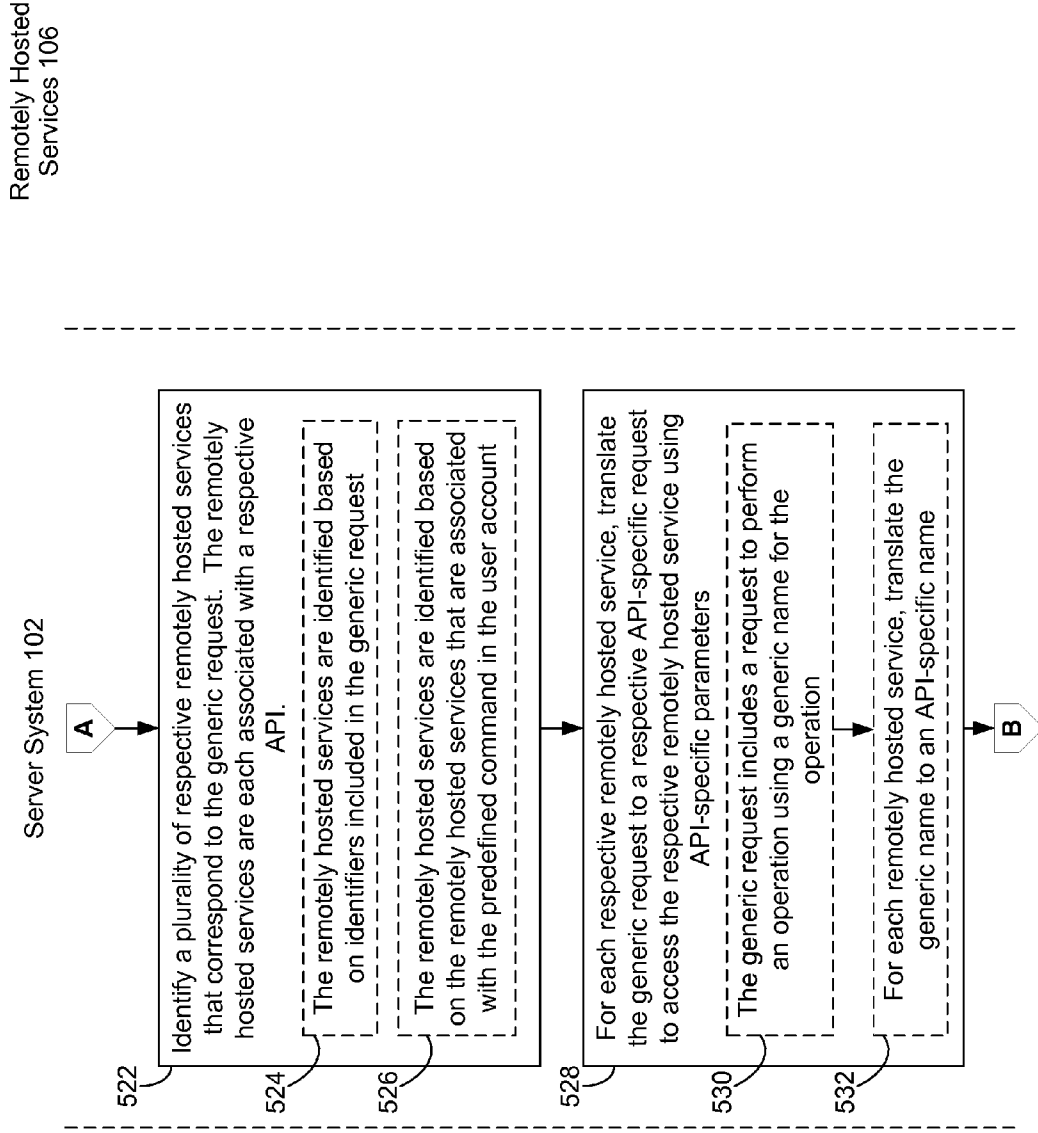 Server System 102
Remotely Hosted
Services 106
A
522
Identify a plurality of respective remotely hosted services
that correspond to the generic request. The remotely
hosted services are each associated with a respective
API.
524
The remotely hosted services are identified based
on identifiers included in the generic request
526
The remotely hosted services are identified based
on the remotely hosted services that are associated
with the predefined command in the user account
528
For each respective remotely hosted service, translate
the generic request to a respective API-specific request
to access the respective remotely hosted service using
API-specific parameters
530
The generic request includes a request to perform
an operation using a generic name for the
operation
532
For each remotely hosted service, translate the
generic name to an API-specific name
B